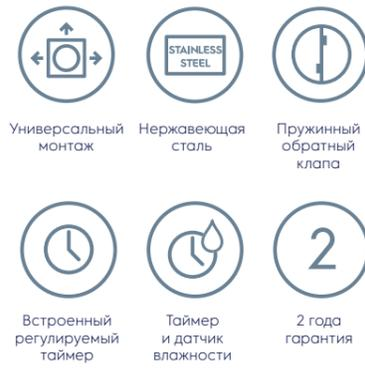 STAINLESS
STEEL
Универсальный
монтаж
Нержавеющая
сталь
Пружинный
обратный
клапа
Встроенный
регулируемый
таймер
Таймер
и датчик
влажности
2
2 года
гарантия